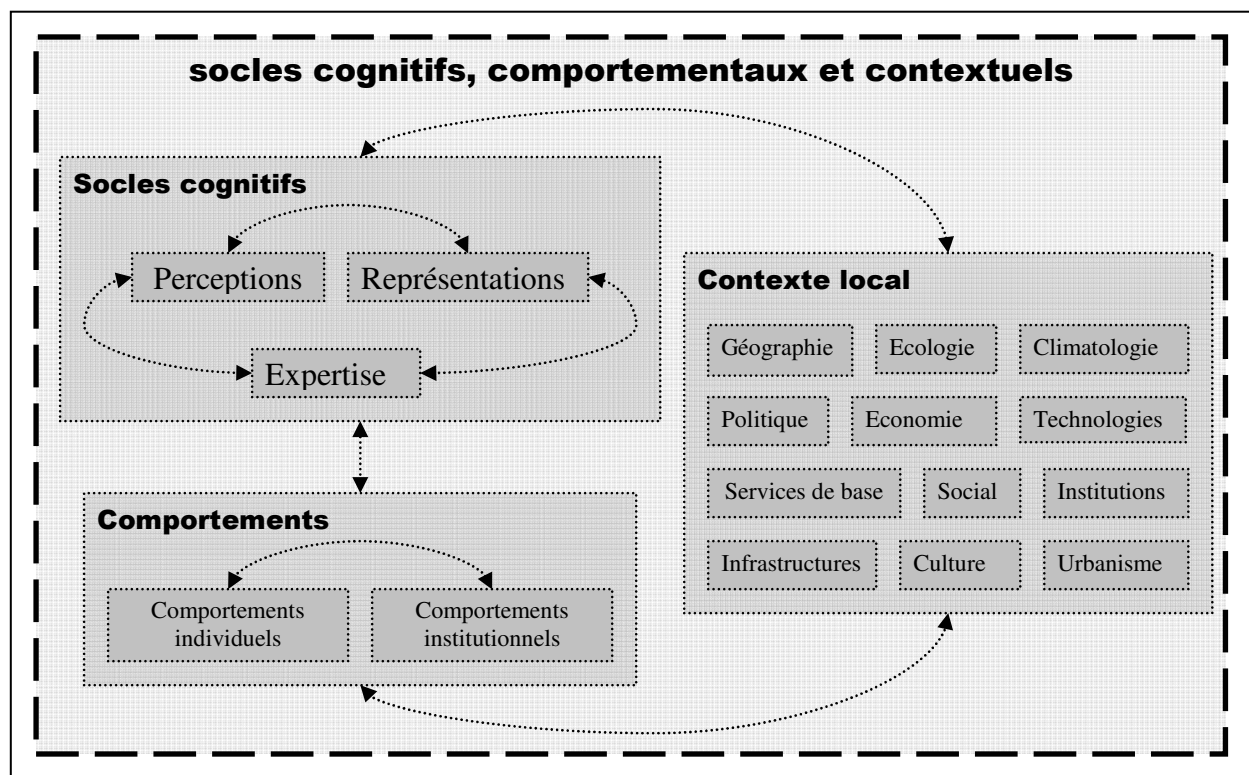 socles cognitifs, comportementaux et contextuels
Socles cognitifs
Perceptions
Représentations
Expertise
Comportements
Comportements
individuels
Comportements
institutionnels
Contexte local
Géographie
Ecologie
Climatologie
Politique
Economie
Technologies
Services de base
Social
Institutions
Infrastructures
Culture
Urbanisme